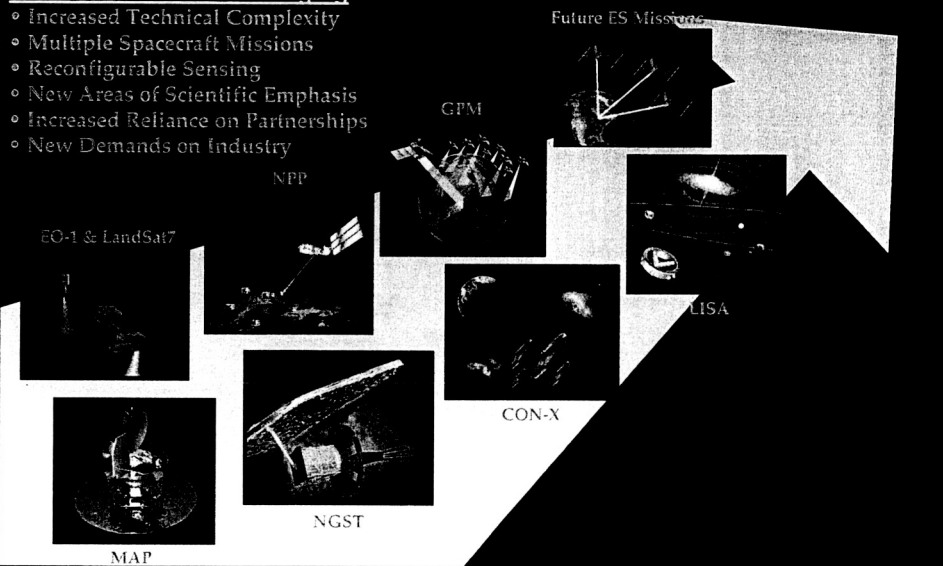 ◦ Increased Technical Complexity
◦ Multiple Spacecraft Missions
◦ Reconfigurable Sensing
◦ New Areas of Scientific Emphasis
◦ Increased Reliance on Partnerships
◦ New Demands on Industry
Future ES Missions
GPM
NPP
EO-1 & LandSat7
LISA
CON-X
NGST
MAP